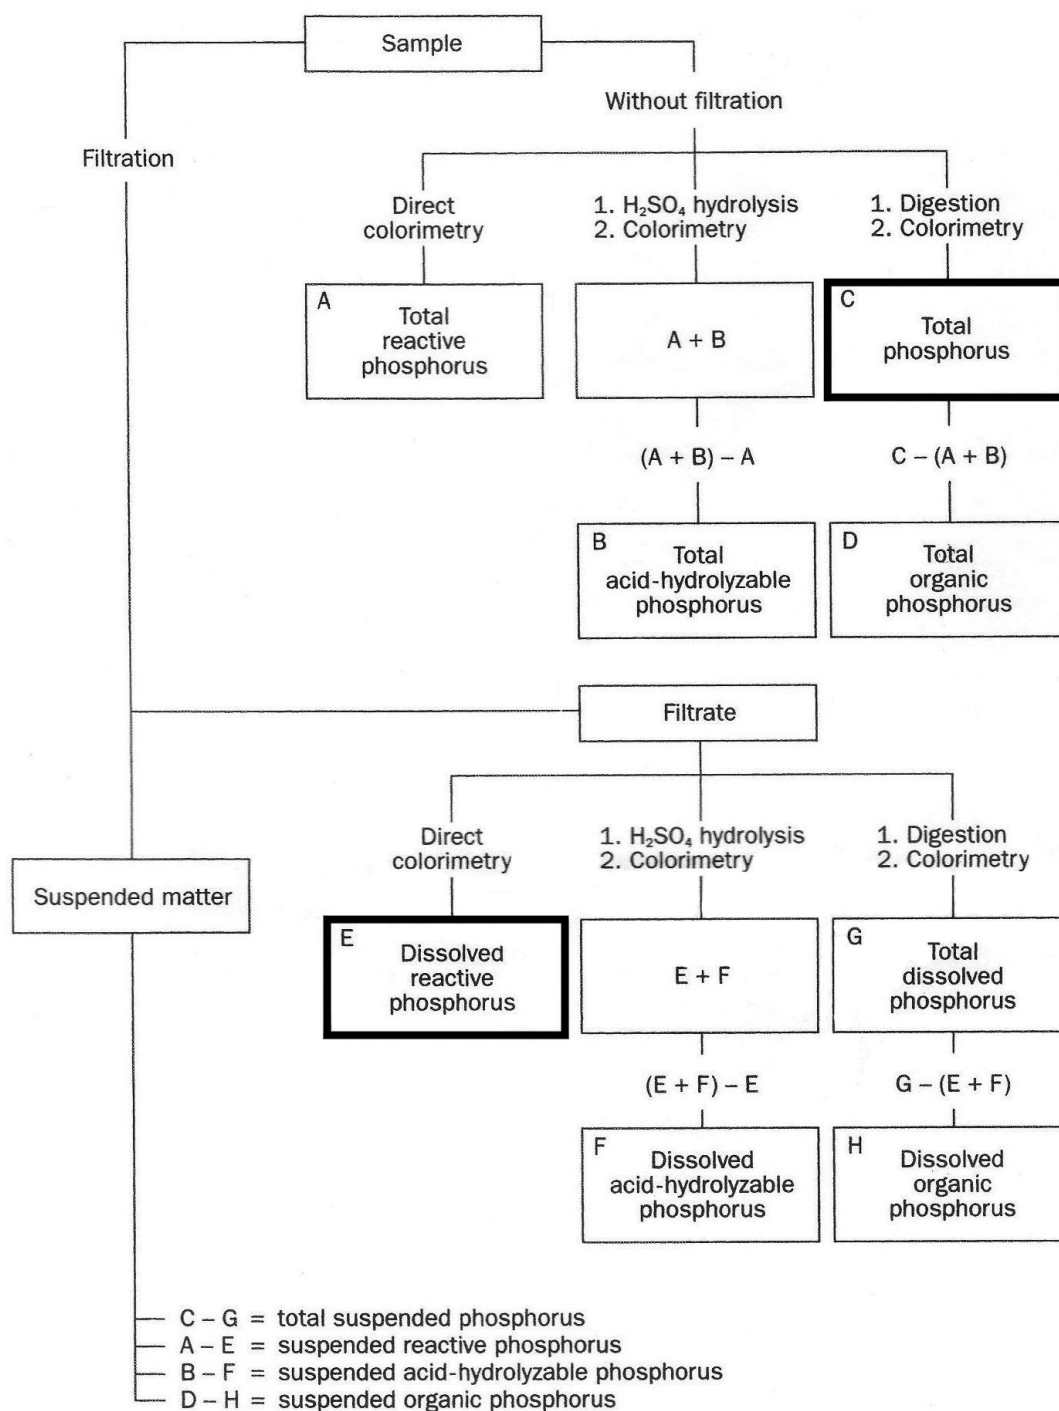 Sample
Without filtration
Filtration
Direct
colorimetry
1. H₂SO₄ hydrolysis
2. Colorimetry
1. Digestion
2. Colorimetry
A
Total
reactive
phosphorus
A + B
C
Total
phosphorus
(A + B) – A
C – (A + B)
B
Total
acid-hydrolyzable
phosphorus
D
Total
organic
phosphorus
Filtrate
Direct
colorimetry
1. H₂SO₄ hydrolysis
2. Colorimetry
1. Digestion
2. Colorimetry
Suspended matter
E
Dissolved
reactive
phosphorus
E + F
G
Total
dissolved
phosphorus
(E + F) – E
G – (E + F)
F
Dissolved
acid-hydrolyzable
phosphorus
H
Dissolved
organic
phosphorus
C – G = total suspended phosphorus
A – E = suspended reactive phosphorus
B – F = suspended acid-hydrolyzable phosphorus
D – H = suspended organic phosphorus